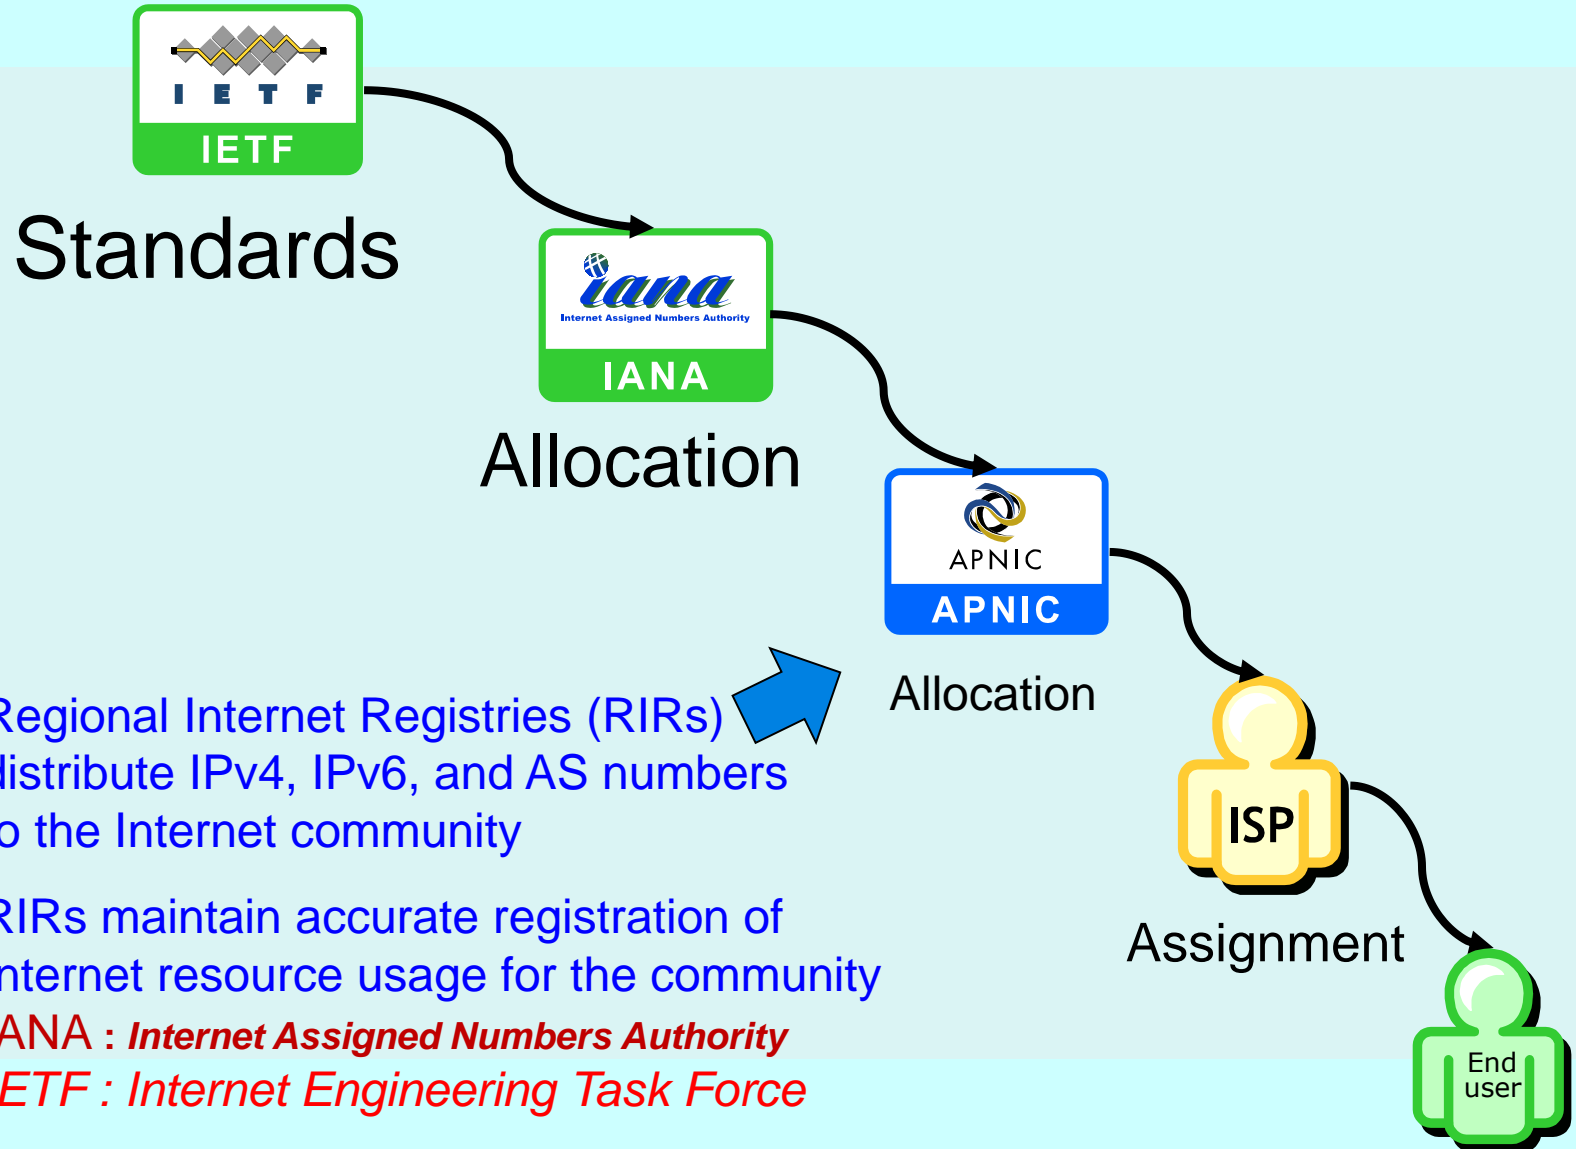 I E T F
IETF
Standards
iana
Internet Assigned Numbers Authority
IANA
Allocation
APNIC
APNIC
Allocation
Regional Internet Registries (RIRs)
distribute IPv4, IPv6, and AS numbers
o the Internet community
ISP
RIRs maintain accurate registration of
nternet resource usage for the community
Assignment
ANA : Internet Assigned Numbers Authority
ETF : Internet Engineering Task Force
End
user